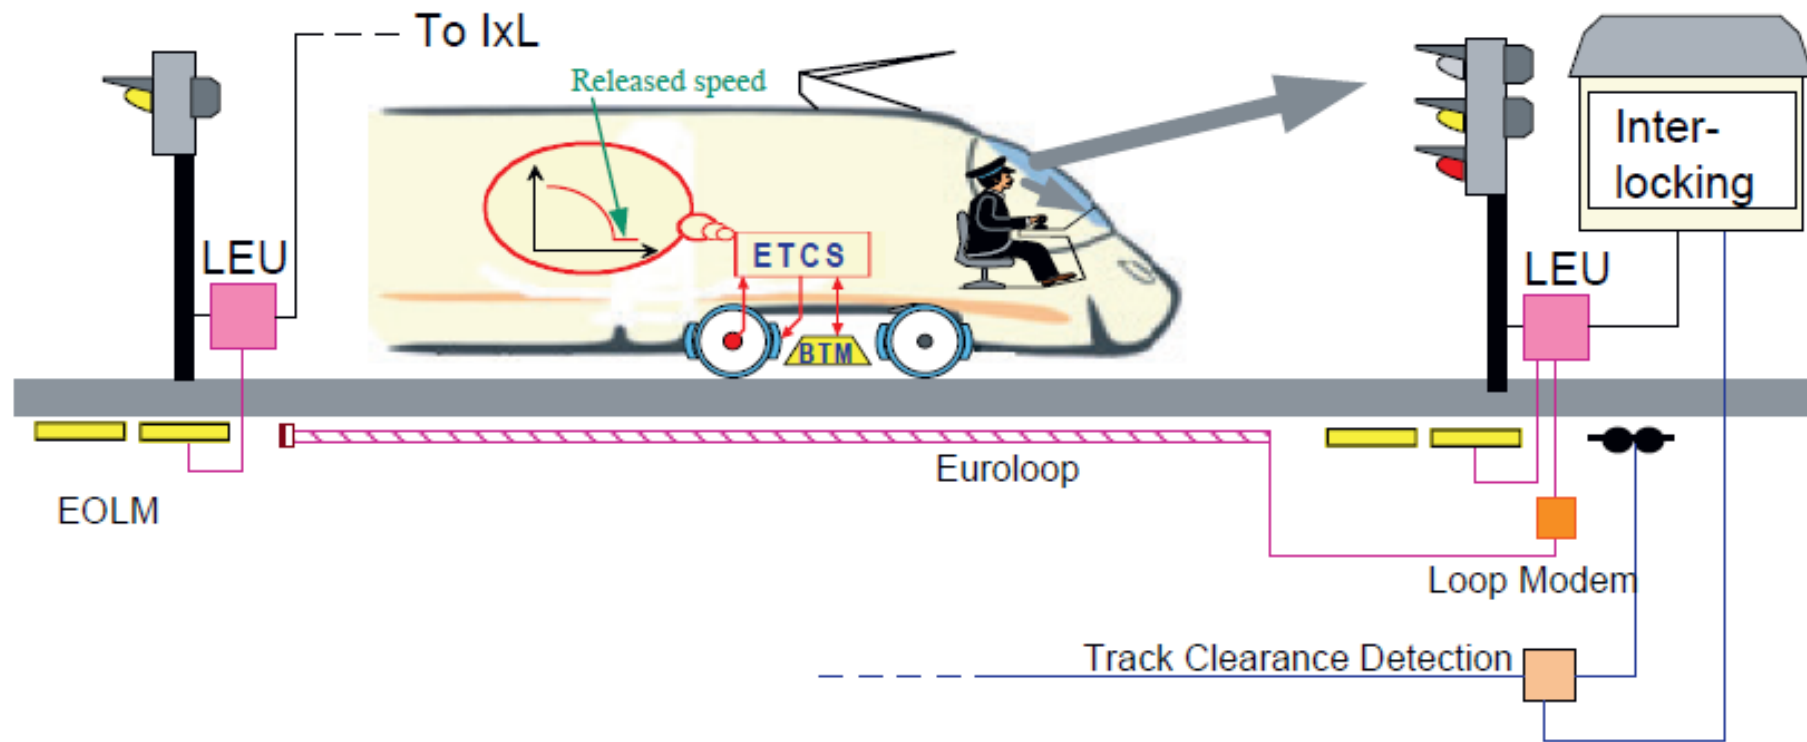 To IxL
Released speed
Inter-
locking
LEU
ETCS
LEU
BTM
Euroloop
EOLM
Loop Modem
Track Clearance Detection